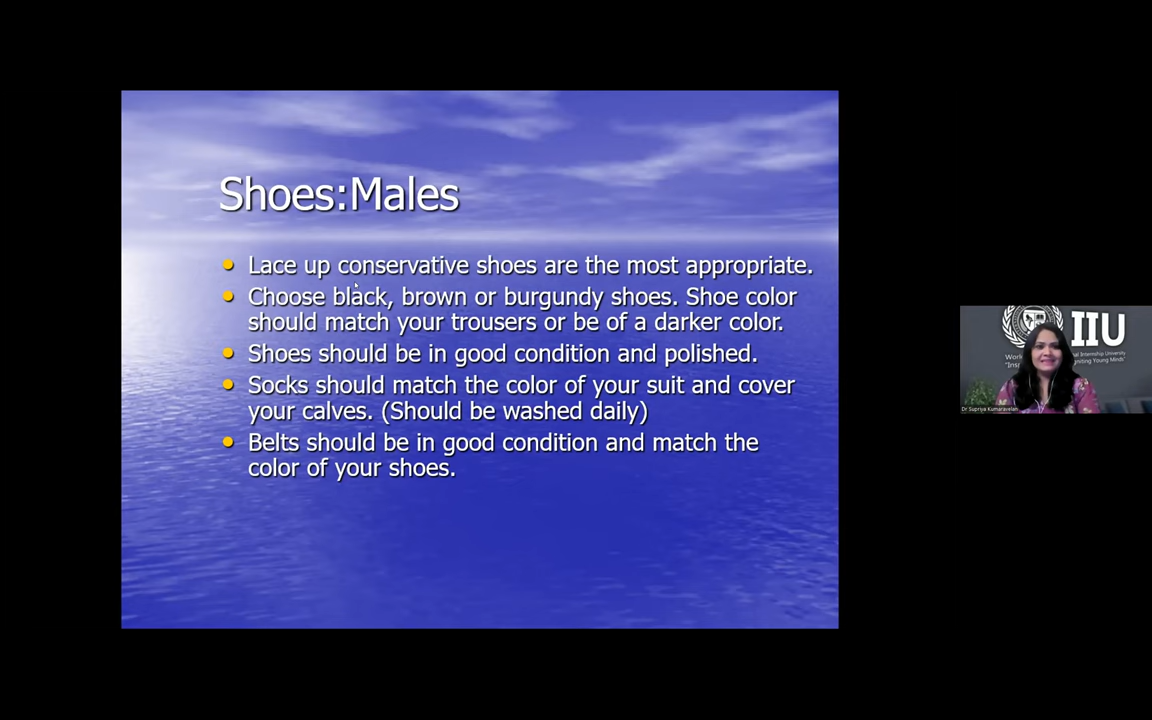 Shoes:Males
Lace up conservative shoes are the most appropriate.
Choose black, brown or burgundy shoes. Shoe color
should match your trousers or be of a darker color.
Shoes should be in good condition and polished.
Socks should match the color of your suit and cover
your calves. (Should be washed daily)
Belts should be in good condition and match the
color of your shoes.
IIU
Dr Supriya Kumaravelan